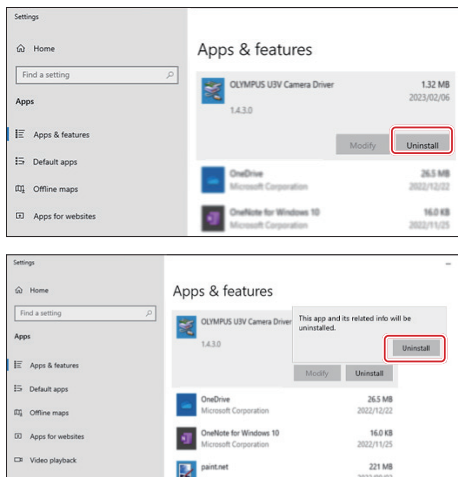 Settings
Home
Find a setting
Apps
Apps & features
Default apps
Offline maps
Apps for websites
Apps & features
OLYMPUS U3V Camera Driver
1.32 MB
2023/02/06
1.4.3.0
Modify
Uninstall
OneDrive
26.5 MB
Microsoft Corporation
2022/12/22
OneNote for Windows 10
16.0 KB
Microsoft Corporation
2022/11/25
Settings
Home
Find a setting
Apps
Apps & features
Default apps
Offline maps
Apps for websites
Video playback
Apps & features
OLYMPUS U3V Camera Driver
1.4.3.0
This app and its related info will be
uninstalled.
Uninstall
Modify
Uninstall
OneDrive
26.5 MB
Microsoft Corporation
2022/12/22
OneNote for Windows 10
16.0 KB
Microsoft Corporation
2022/11/25
paint.net
221 MB